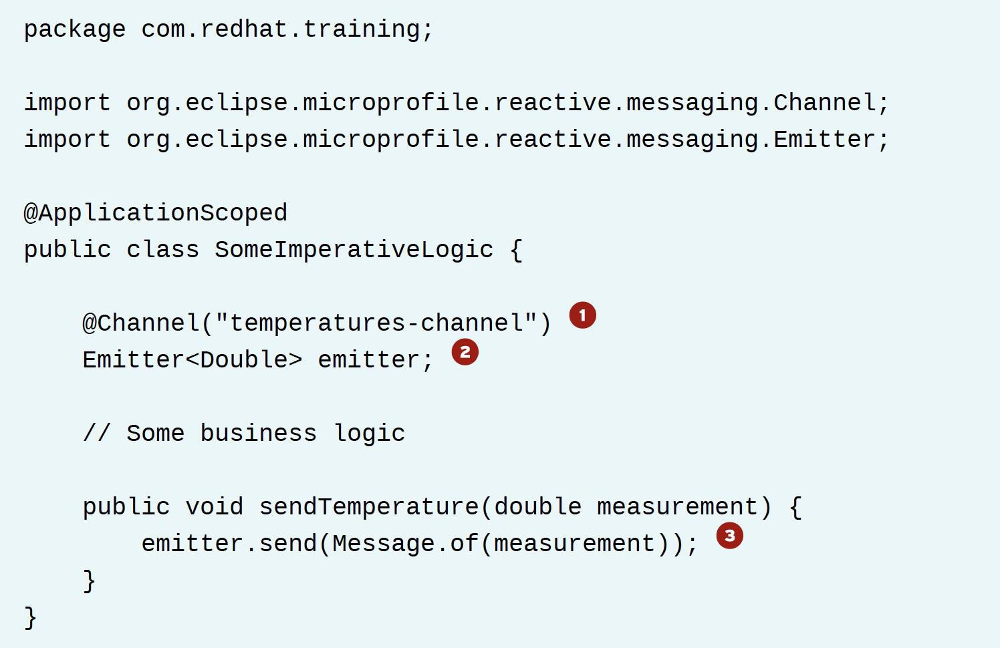 package com.redhat.training;
import org.eclipse.microprofile.reactive.messaging.Channel;
import org.eclipse.microprofile.reactive.messaging.Emitter;
@ApplicationScoped
public class SomeImperativeLogic {
@Channel("temperatures-channel") 1
Emitter<Double> emitter; 2
// Some business logic
public void sendTemperature(double measurement) {
emitter.send(Message.of(measurement)); 3
}
}